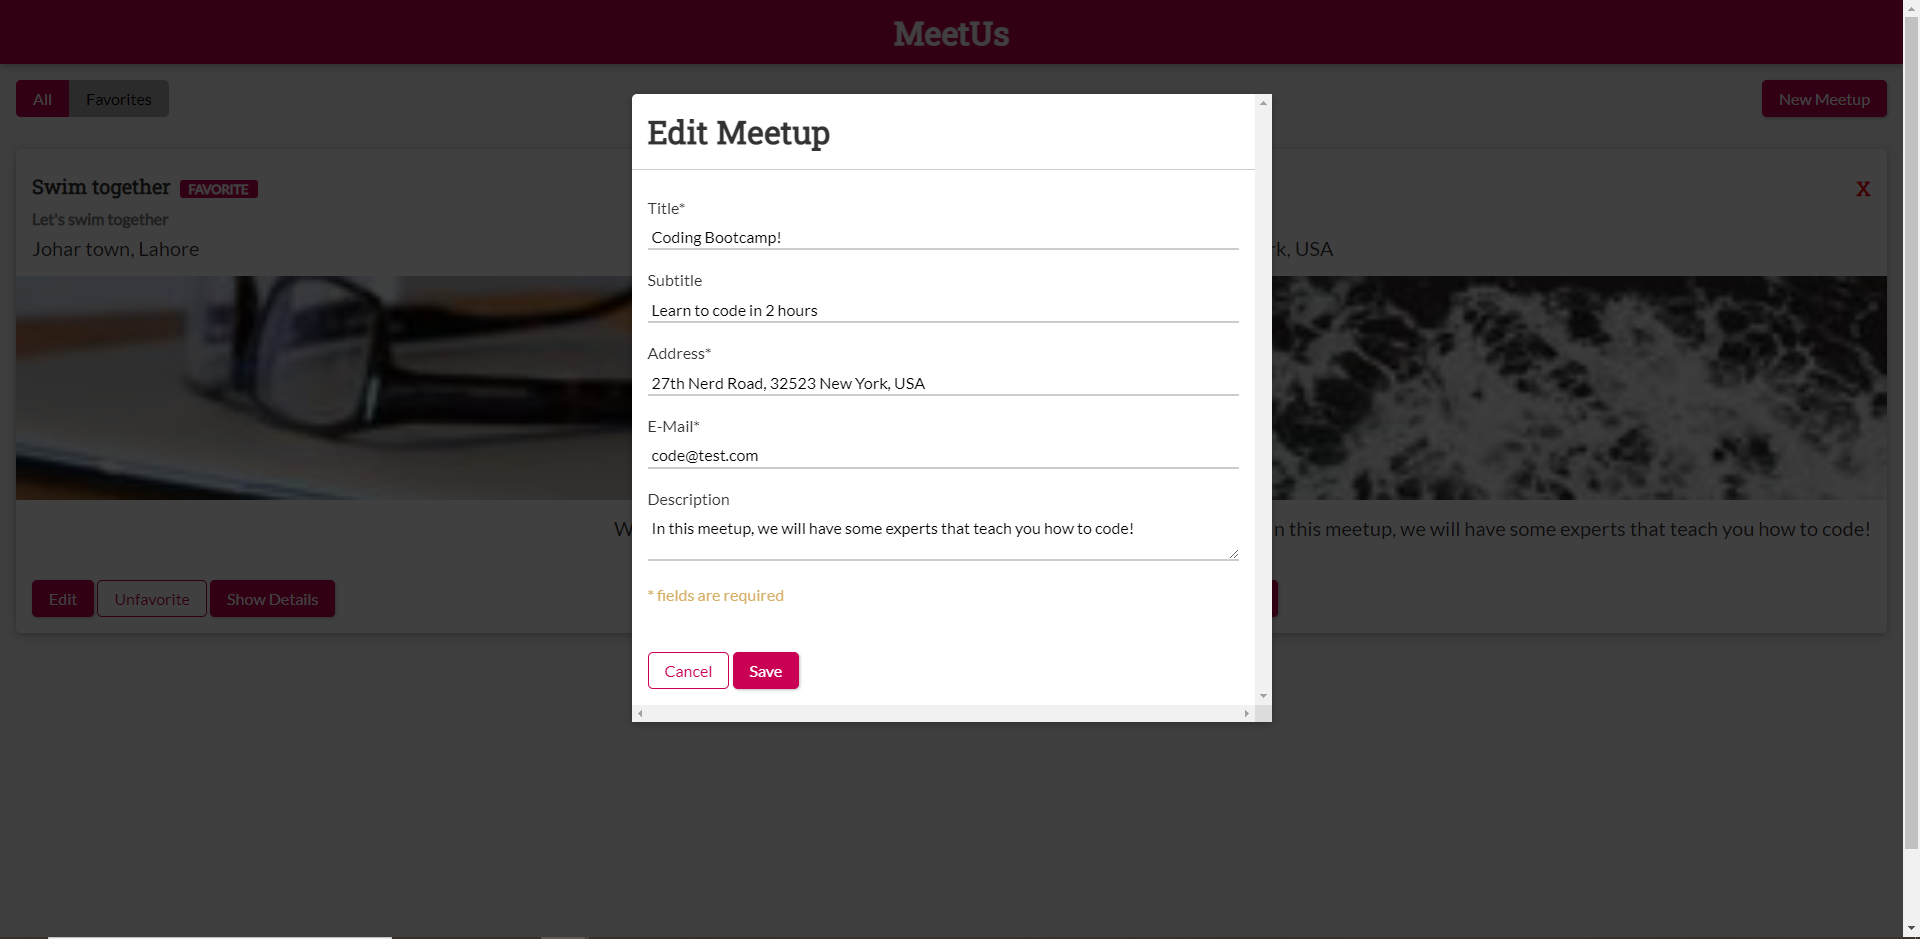 MeetUs
All Favorites
New Meetup
Swim together FAVORITE
Let's swim together
Johar town, Lahore
X
rk, USA
Edit Meetup
Title*
Coding Bootcamp!
Subtitle
Learn to code in 2 hours
Address*
27th Nerd Road, 32523 New York, USA
E-Mail*
code@test.com
Description
In this meetup, we will have some experts that teach you how to code!
* fields are required
Cancel Save
W
n this meetup, we will have some experts that teach you how to code!
Edit Unfavorite Show Details